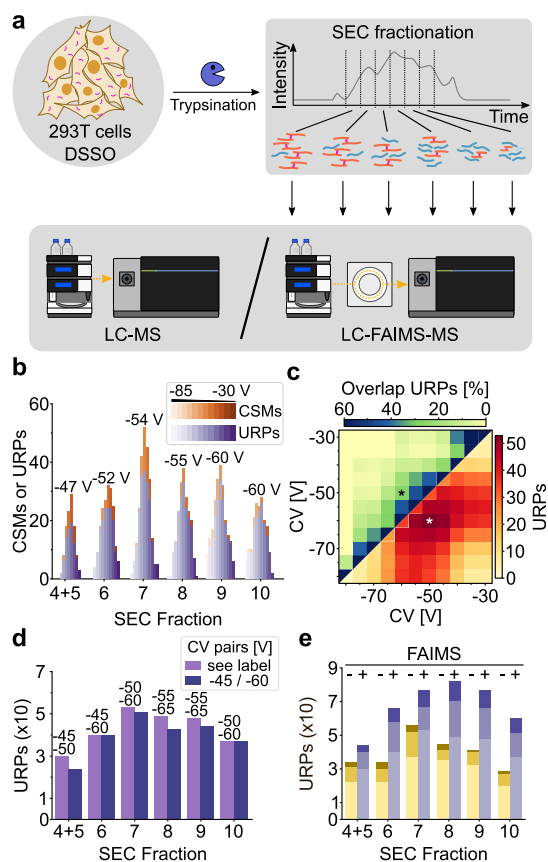 a
293T cells
DSSO
Trypsination
SEC fractionation
Intensity
Time
LC-MS
LC-FAIMS-MS
b
CSMs or URPs
60
40
20
0
-85 -30 V
CSMs
URPs
-47 V
-52 V
-54 V
-55 V
-60 V
-60 V
4+5 6 7 8 9 10
SEC Fraction
c
Overlap URPs [%]
60 40 20 0
CV [V]
-30
-50
-70
*
*
-70 -50 -30
CV [V]
50
40
30
20
10
0
URPs
d
URPs (x10)
7
5
3
1
0
CV pairs [V]
see label
-45 / -60
-45
-50
-45
-60
-50
-60
-55
-65
-55
-65
-50
-60
4+5 6 7 8 9 10
SEC Fraction
e
FAIMS
- + - + - + - + - + - +
URPs (x10)
9
7
5
3
1
0
4+5 6 7 8 9 10
SEC Fraction